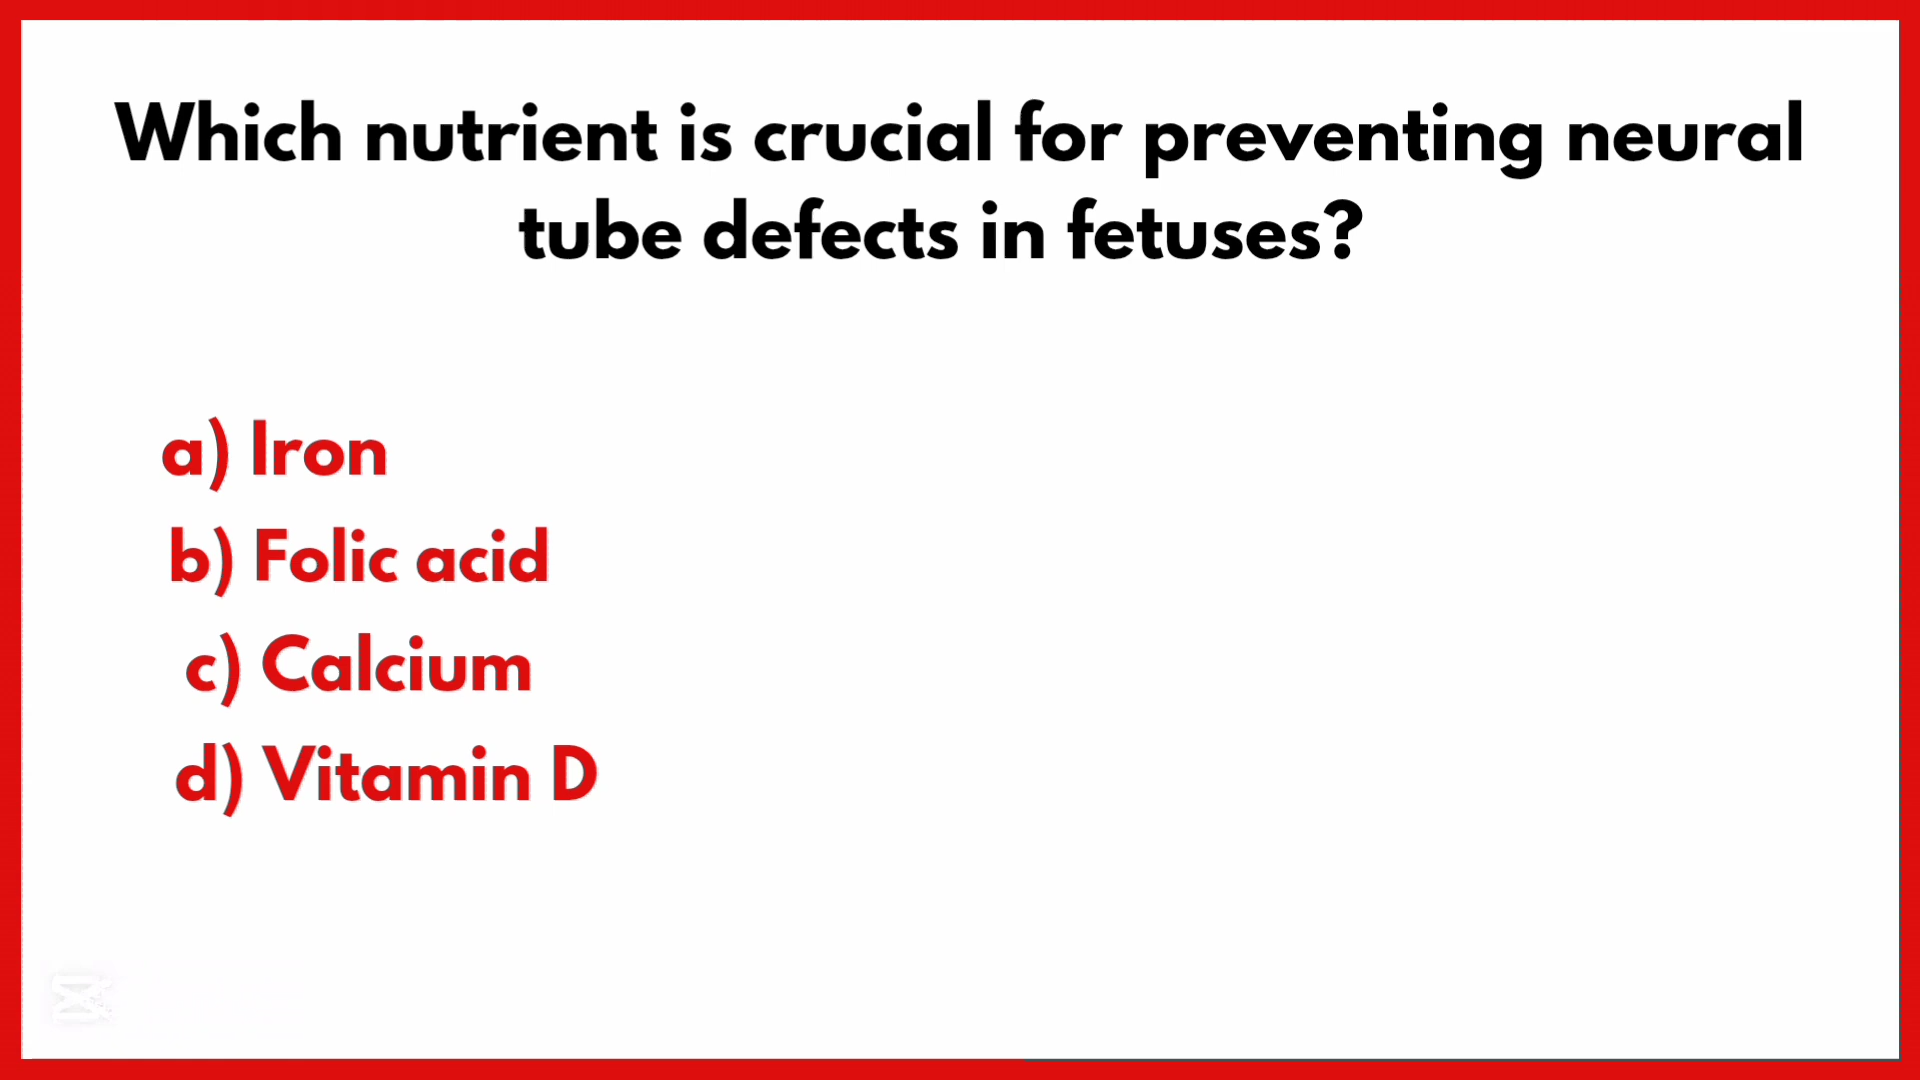 Which nutrient is crucial for preventing neural
tube defects in fetuses?
a) Iron
b) Folic acid
c) Calcium
d) Vitamin D